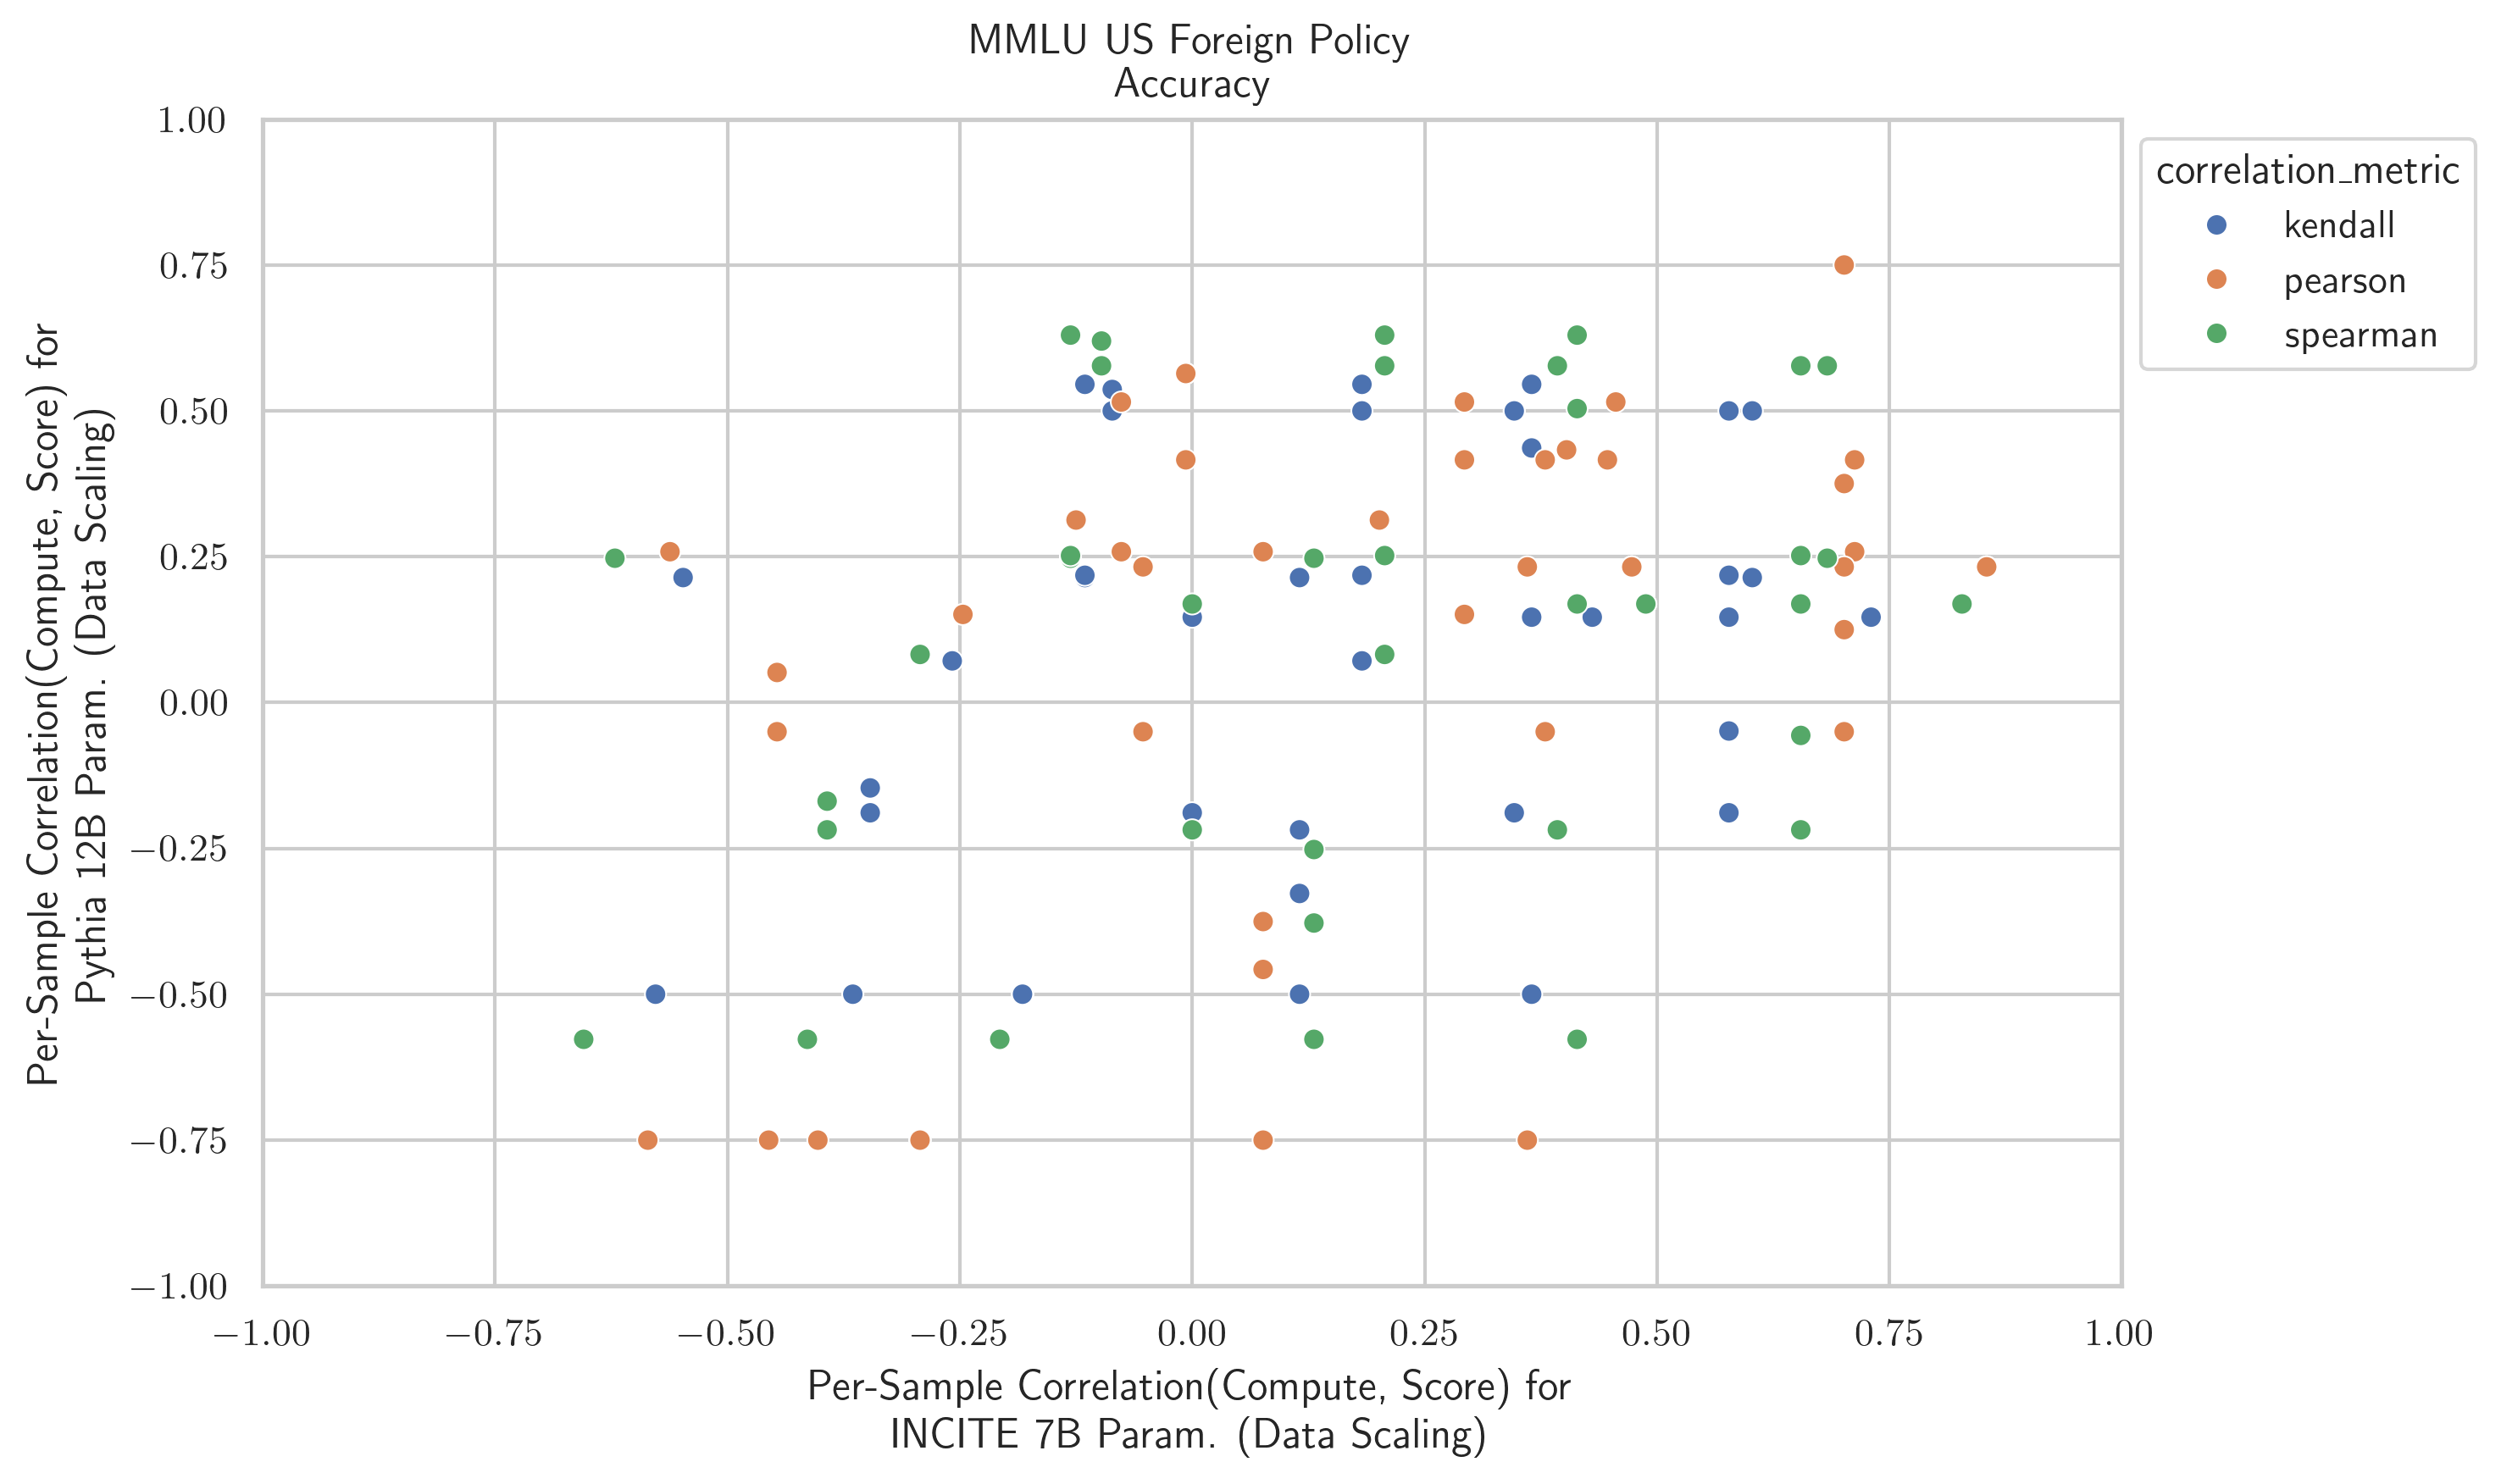 MMLU US Foreign Policy
Accuracy
1.00
0.75
0.50
0.25
0.00
−0.25
−0.50
−0.75
−1.00
Per-Sample Correlation(Compute, Score) for
Pythia 12B Param. (Data Scaling)
correlation_metric
kendall
pearson
spearman
−1.00 −0.75 −0.50 −0.25 0.00 0.25 0.50 0.75 1.00
Per-Sample Correlation(Compute, Score) for
INCITE 7B Param. (Data Scaling)